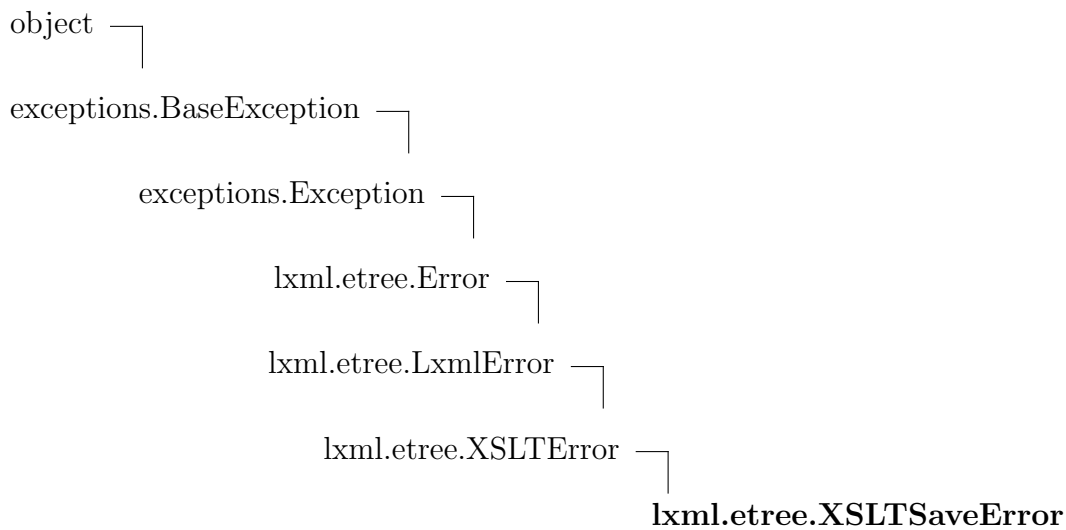 object
exceptions.BaseException
exceptions.Exception
lxml.etree.Error
lxml.etree.LxmlError
lxml.etree.XSLTError
lxml.etree.XSLTSaveError